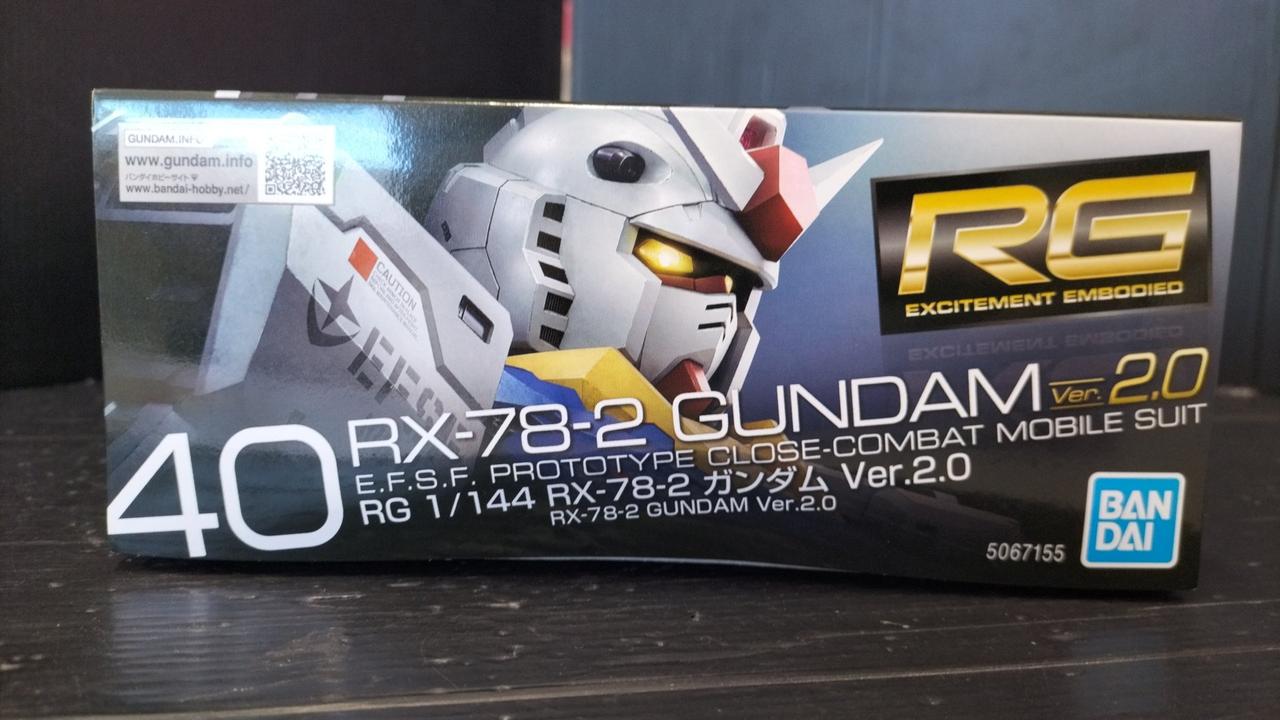 GUNDAM.INFO
www.gundam.info
バンダイホビーサイト
www.bandai-hobby.net/
CAUTION
EFSF
RG
EXCITEMENT EMBODIED
40
RX-78-2 GUNDAM Ver. 2.0
E.F.S.F. PROTOTYPE CLOSE-COMBAT MOBILE SUIT
RG 1/144 RX-78-2 ガンダム Ver.2.0
RX-78-2 GUNDAM Ver.2.0
5067155
BAN
DAI